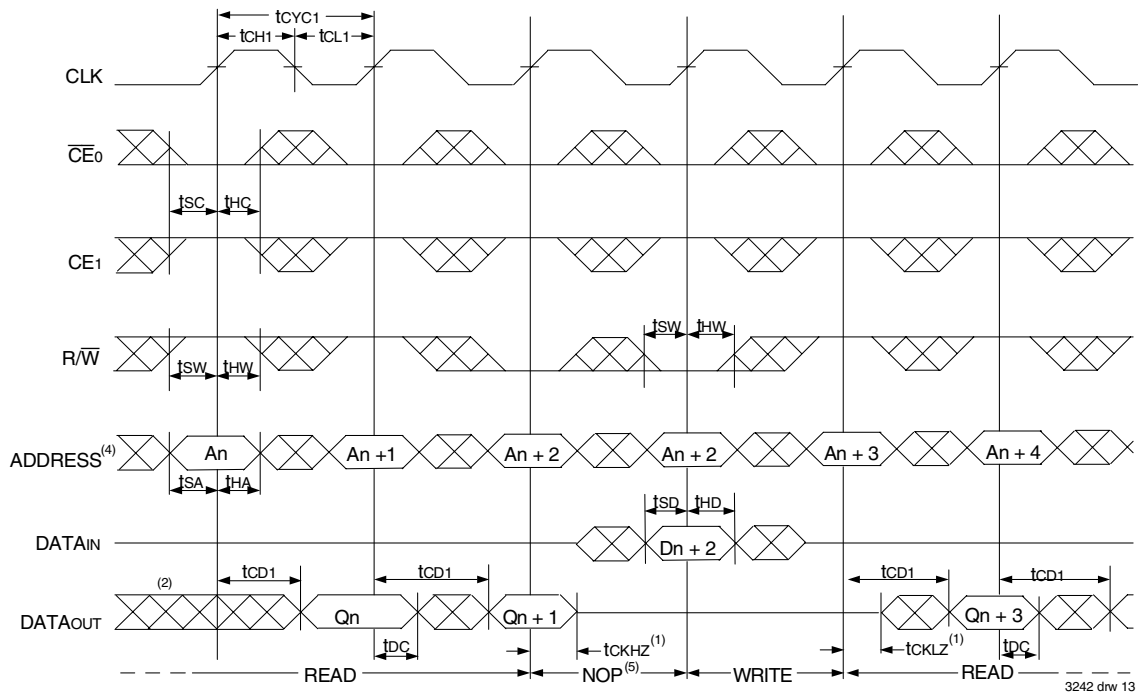 tCYC1
tCH1 tCL1
CLK
CE0
tSC tHC
CE1
tSW tHW
R/W
tSW tHW
ADDRESS(4) An An +1 An + 2 An + 2 An + 3 An + 4
tSA tHA
tSD tHD
DATAIN Dn + 2
(2) tCD1 tCD1 tCD1 tCD1
DATAOUT Qn Qn + 1 Qn + 3
tDC tCKHZ(1) tCKLZ(1) tDC
READ NOP(5) WRITE READ
3242 drw 13